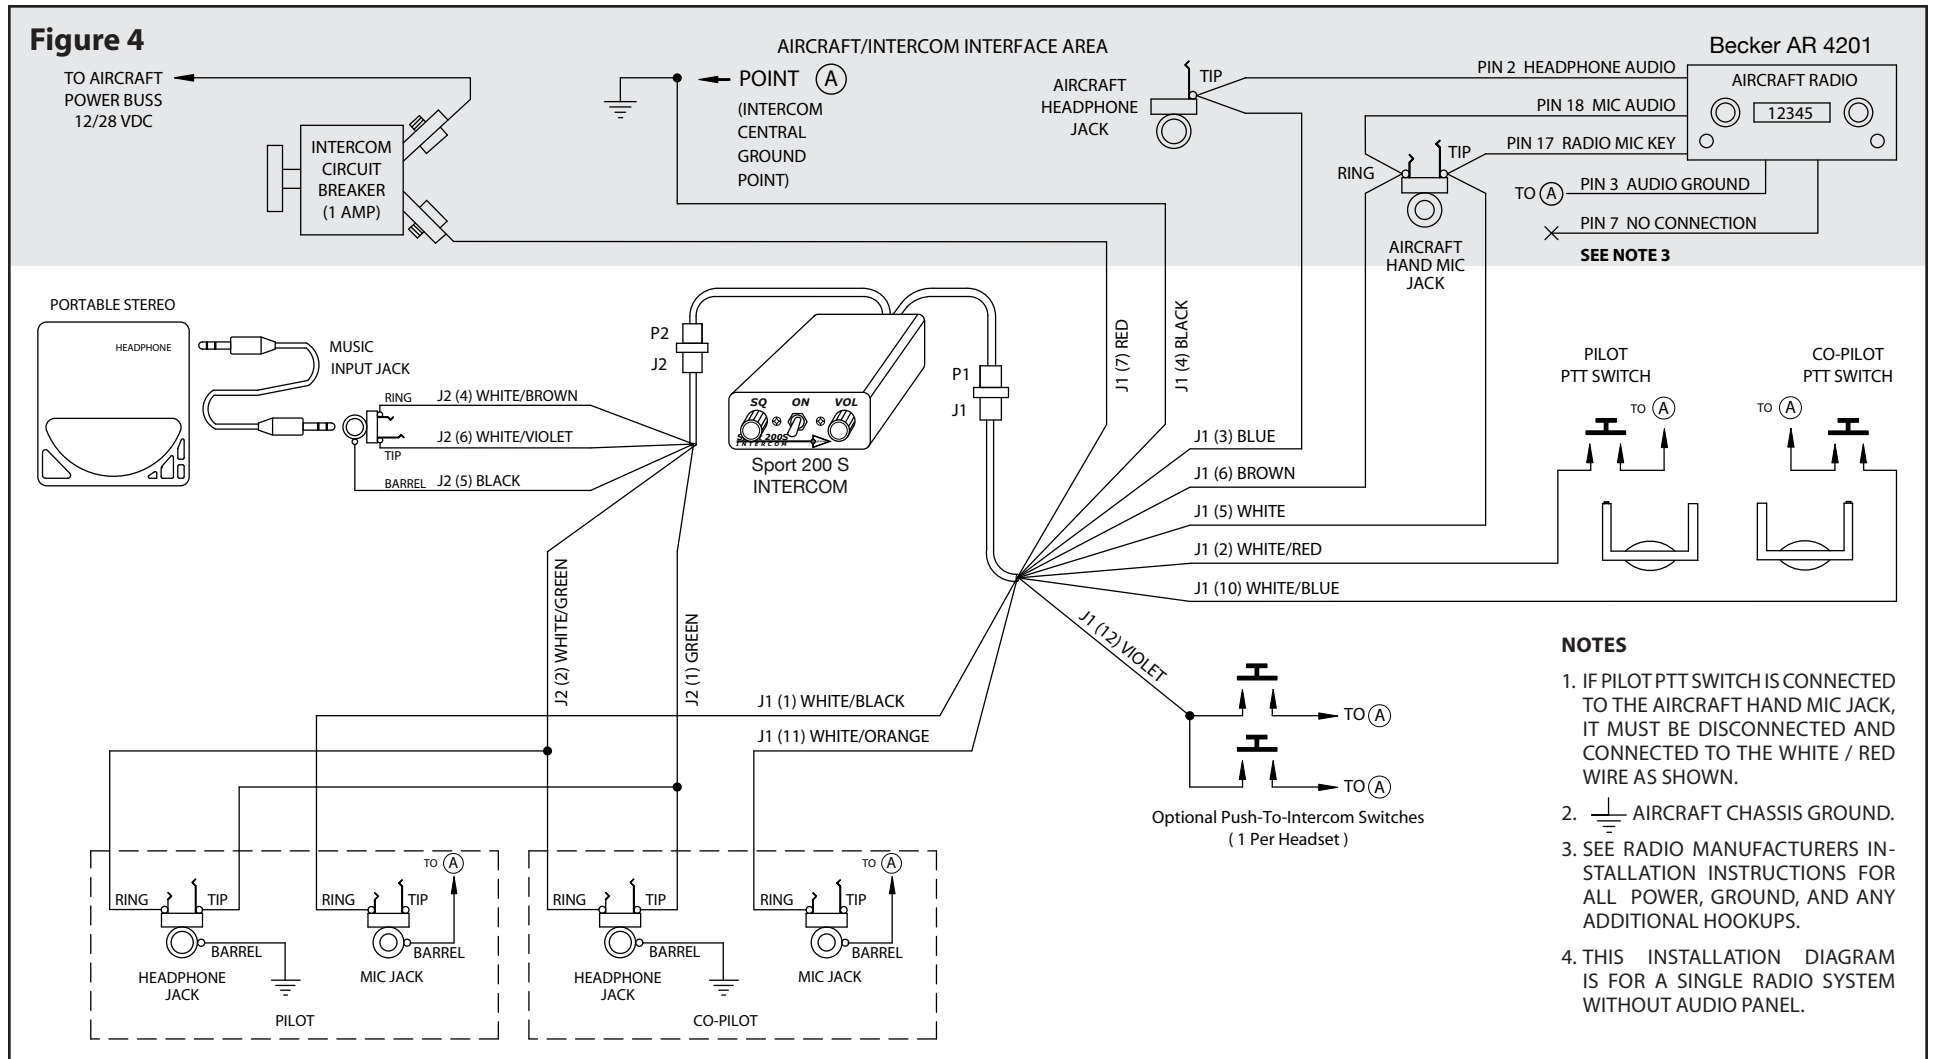 Figure 4
AIRCRAFT/INTERCOM INTERFACE AREA
Becker AR 4201
TO AIRCRAFT
POWER BUSS
12/28 VDC
INTERCOM
CIRCUIT
BREAKER
(1 AMP)
POINT A
(INTERCOM
CENTRAL
GROUND
POINT)
AIRCRAFT
HEADPHONE
JACK
TIP
PIN 2 HEADPHONE AUDIO
PIN 18 MIC AUDIO
PIN 17 RADIO MIC KEY
AIRCRAFT RADIO
12345
RING
TIP
TO A
PIN 3 AUDIO GROUND
PIN 7 NO CONNECTION
SEE NOTE 3
AIRCRAFT
HAND MIC
JACK
PORTABLE STEREO
HEADPHONE
MUSIC
INPUT JACK
RING
J2 (4) WHITE/BROWN
J2 (6) WHITE/VIOLET
TIP
BARREL
J2 (5) BLACK
P2
J2
SQ
ON
VOL
200S
INTERCOM
Sport 200 S
INTERCOM
P1
J1
J1 (7) RED
J1 (4) BLACK
J1 (3) BLUE
J1 (6) BROWN
J1 (5) WHITE
J1 (2) WHITE/RED
J1 (10) WHITE/BLUE
J1 (12) VIOLET
PILOT
PTT SWITCH
TO A
CO-PILOT
PTT SWITCH
TO A
J2 (2) WHITE/GREEN
J2 (1) GREEN
J1 (1) WHITE/BLACK
J1 (11) WHITE/ORANGE
TO A
TO A
Optional Push-To-Intercom Switches
( 1 Per Headset )
RING
TIP
BARREL
HEADPHONE
JACK
RING
TIP
TO A
BARREL
MIC JACK
PILOT
RING
TIP
BARREL
HEADPHONE
JACK
RING
TIP
TO A
BARREL
MIC JACK
CO-PILOT
NOTES
1. IF PILOT PTT SWITCH IS CONNECTED
TO THE AIRCRAFT HAND MIC JACK,
IT MUST BE DISCONNECTED AND
CONNECTED TO THE WHITE / RED
WIRE AS SHOWN.
2. AIRCRAFT CHASSIS GROUND.
3. SEE RADIO MANUFACTURERS IN-
STALLATION INSTRUCTIONS FOR
ALL POWER, GROUND, AND ANY
ADDITIONAL HOOKUPS.
4. THIS INSTALLATION DIAGRAM
IS FOR A SINGLE RADIO SYSTEM
WITHOUT AUDIO PANEL.